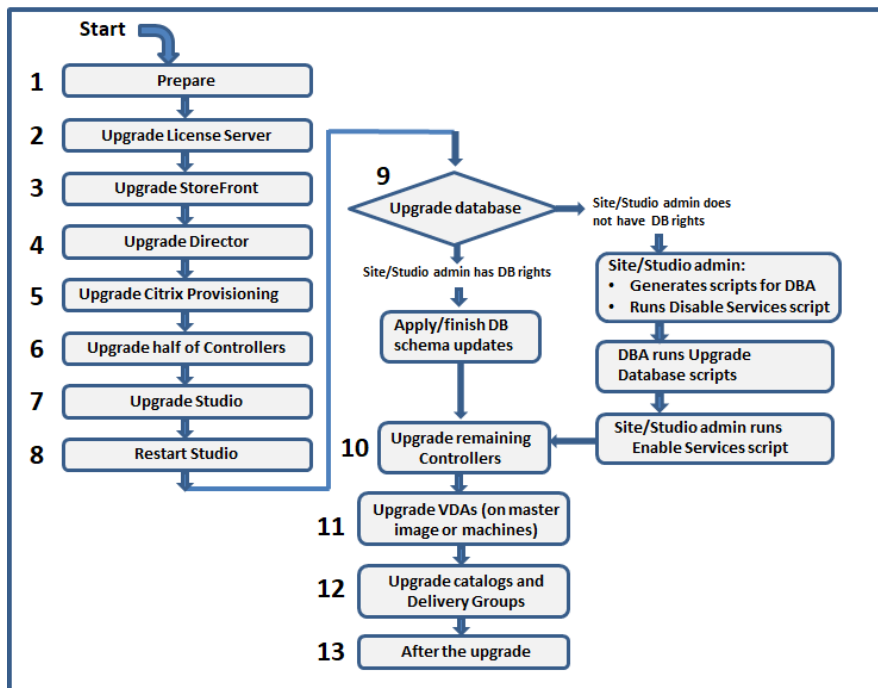 Start
1
Prepare
2
Upgrade License Server
3
Upgrade StoreFront
4
Upgrade Director
5
Upgrade Citrix Provisioning
6
Upgrade half of Controllers
7
Upgrade Studio
8
Restart Studio
9
Upgrade database
Site/Studio admin does
not have DB rights
Site/Studio admin has DB rights
Site/Studio admin:
• Generates scripts for DBA
• Runs Disable Services script
Apply/finish DB
schema updates
DBA runs Upgrade
Database scripts
Site/Studio admin runs
Enable Services script
10
Upgrade remaining
Controllers
11
Upgrade VDAs (on master
image or machines)
12
Upgrade catalogs and
Delivery Groups
13
After the upgrade